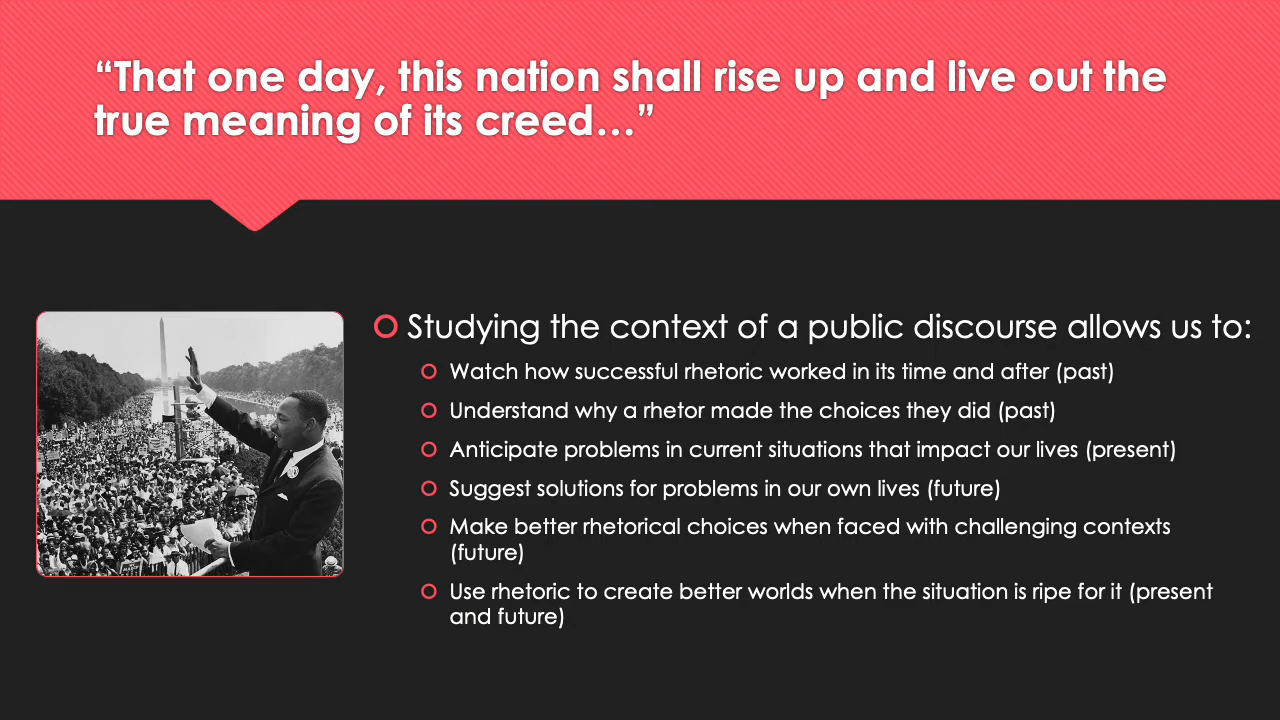 “That one day, this nation shall rise up and live out the
true meaning of its creed…”
Studying the context of a public discourse allows us to:
Watch how successful rhetoric worked in its time and after (past)
Understand why a rhetor made the choices they did (past)
Anticipate problems in current situations that impact our lives (present)
Suggest solutions for problems in our own lives (future)
Make better rhetorical choices when faced with challenging contexts
(future)
Use rhetoric to create better worlds when the situation is ripe for it (present
and future)